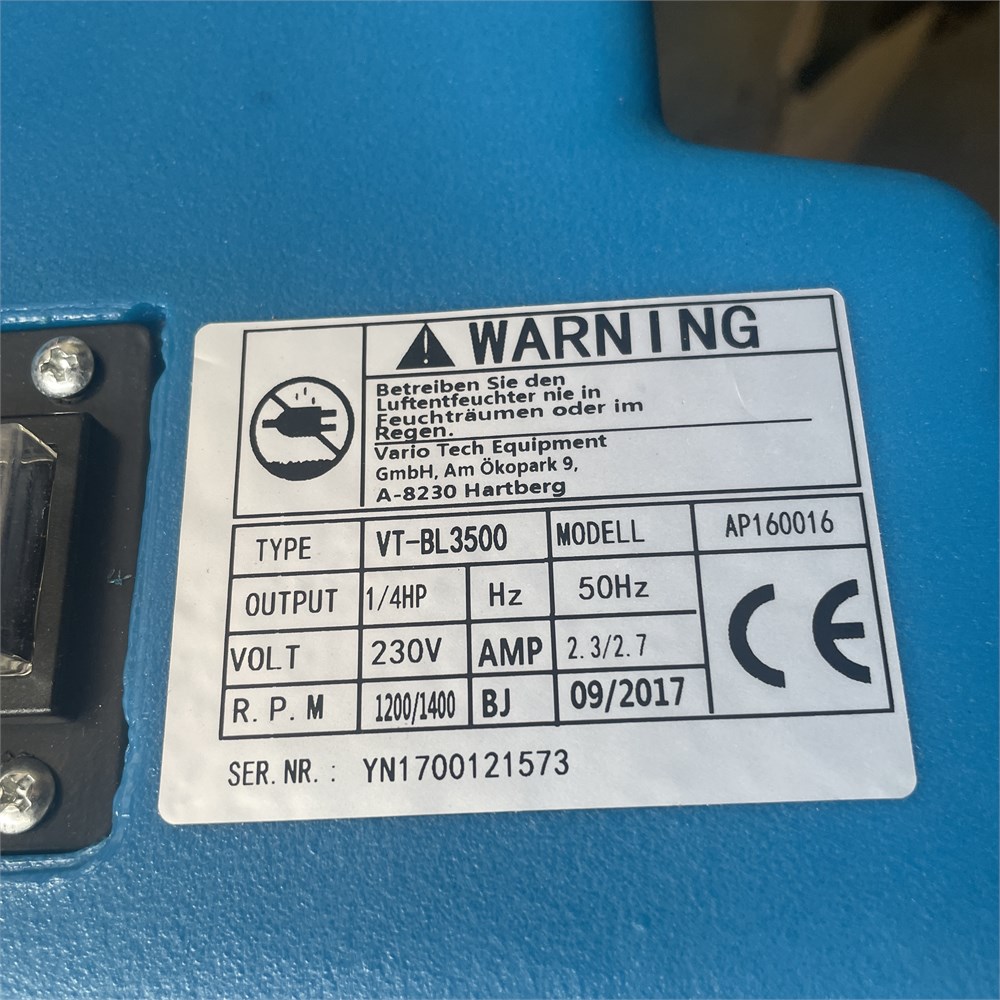 WARNING
Betreiben Sie den
Luftentfeuchter nie in
Feuchträumen oder im
Regen.
Vario Tech Equipment
GmbH, Am Ökopark 9,
A-8230 Hartberg
TYPE VT-BL3500 MODELL AP160016
OUTPUT 1/4HP Hz 50Hz
VOLT 230V AMP 2.3/2.7
R.P.M 1200/1400 BJ 09/2017
CE
SER.NR.: YN1700121573